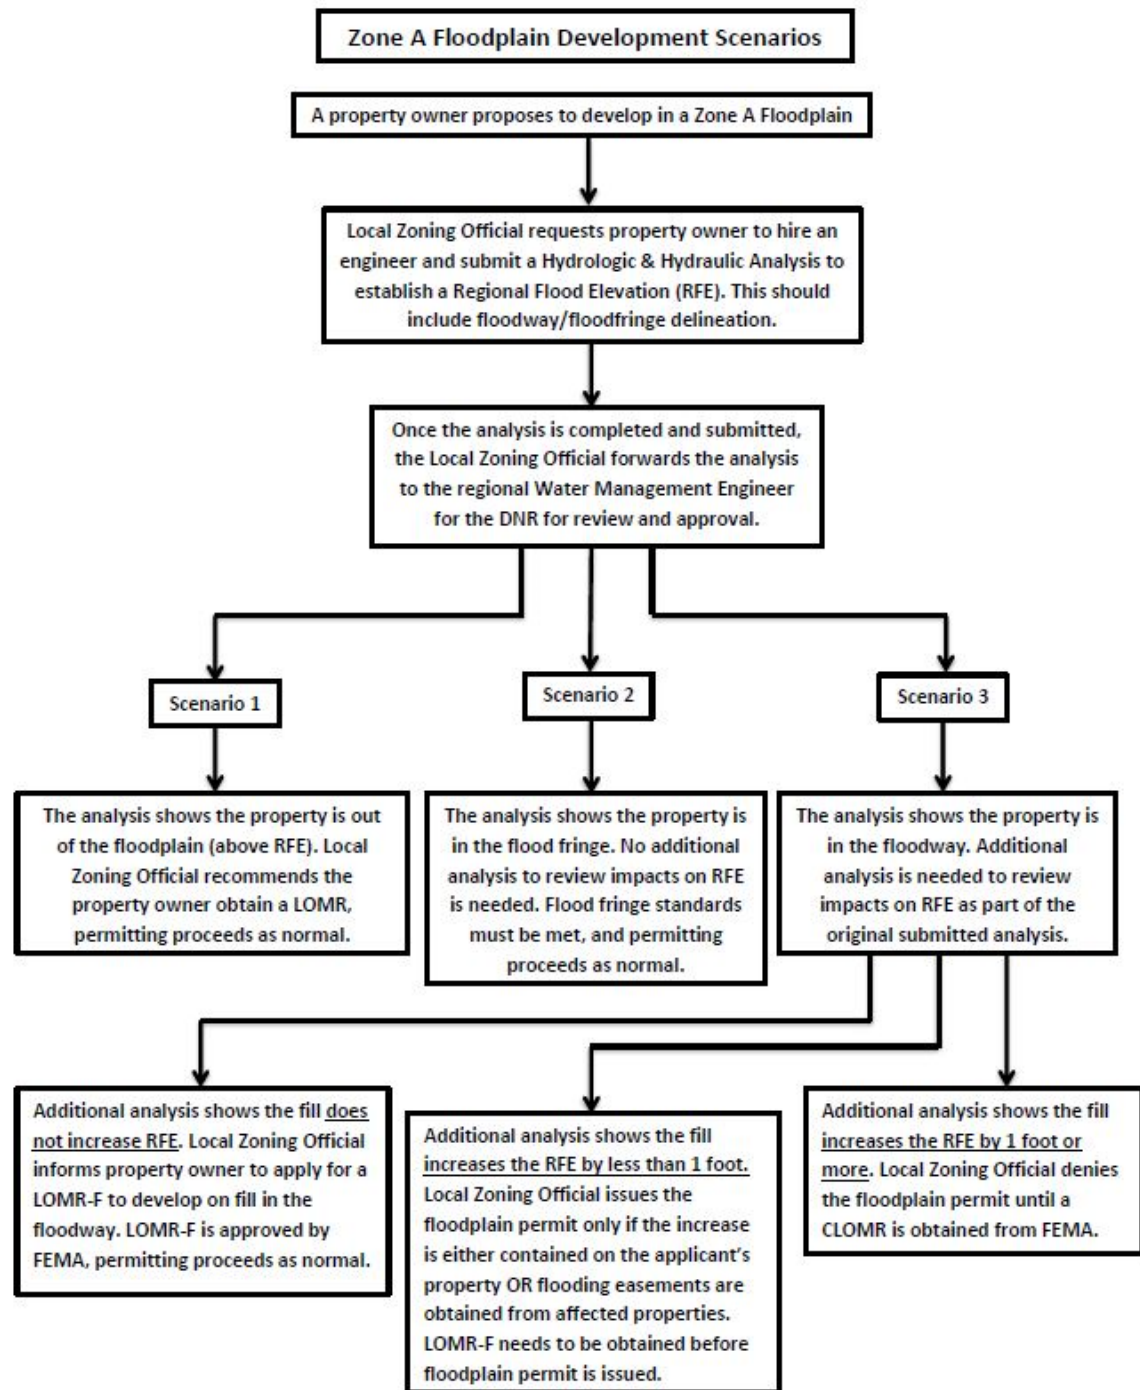 Zone A Floodplain Development Scenarios
A property owner proposes to develop in a Zone A Floodplain
Local Zoning Official requests property owner to hire an
engineer and submit a Hydrologic & Hydraulic Analysis to
establish a Regional Flood Elevation (RFE). This should
include floodway/floodfringe delineation.
Once the analysis is completed and submitted,
the Local Zoning Official forwards the analysis
to the regional Water Management Engineer
for the DNR for review and approval.
Scenario 1
Scenario 2
Scenario 3
The analysis shows the property is out
of the floodplain (above RFE). Local
Zoning Official recommends the
property owner obtain a LOMR,
permitting proceeds as normal.
The analysis shows the property is
in the flood fringe. No additional
analysis to review impacts on RFE
is needed. Flood fringe standards
must be met, and permitting
proceeds as normal.
The analysis shows the property is
in the floodway. Additional
analysis is needed to review
impacts on RFE as part of the
original submitted analysis.
Additional analysis shows the fill does
not increase RFE. Local Zoning Official
informs property owner to apply for a
LOMR-F to develop on fill in the
floodway. LOMR-F is approved by
FEMA, permitting proceeds as normal.
Additional analysis shows the fill
increases the RFE by less than 1 foot.
Local Zoning Official issues the
floodplain permit only if the increase
is either contained on the applicant's
property OR flooding easements are
obtained from affected properties.
LOMR-F needs to be obtained before
floodplain permit is issued.
Additional analysis shows the fill
increases the RFE by 1 foot or
more. Local Zoning Official denies
the floodplain permit until a
CLOMR is obtained from FEMA.